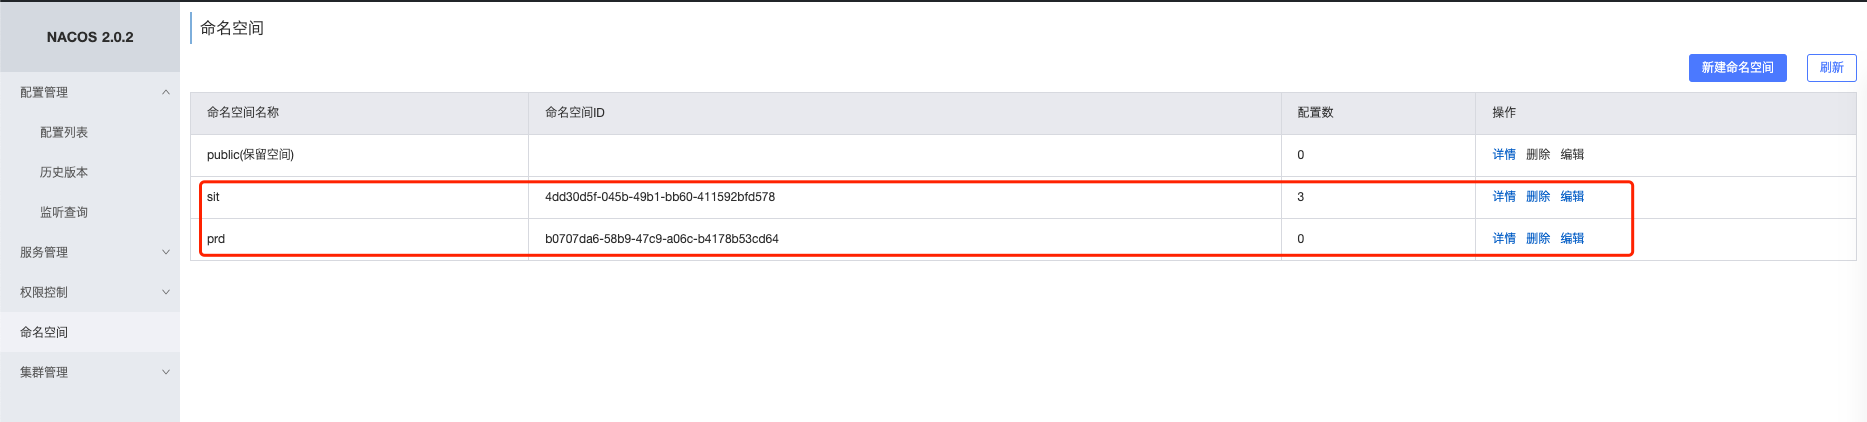 NACOS 2.0.2
配置管理
配置列表
历史版本
监听查询
服务管理
权限控制
命名空间
集群管理
命名空间
新建命名空间 刷新
命名空间名称 命名空间ID 配置数 操作
public(保留空间) 0 详情 删除 编辑
sit 4dd30d5f-045b-49b1-bb60-411592bfd578 3 详情 删除 编辑
prd b0707da6-58b9-47c9-a06c-b4178b53cd64 0 详情 删除 编辑